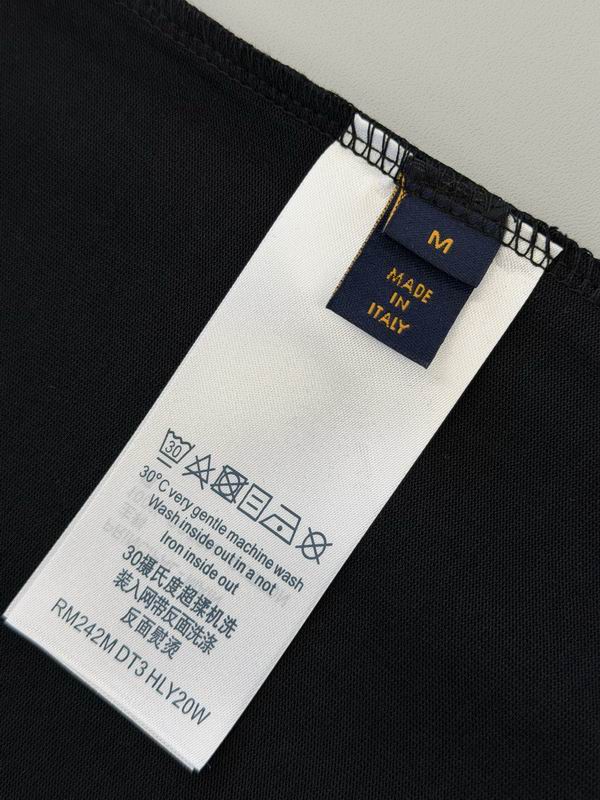 M
MADE
IN
ITALY
30
30°C very gentle machine wash
Wash inside out in a not
Iron inside out
30摄氏度超揉机洗
装入网带反面洗涤
反面熨烫
RM242M DT3 HLY20W